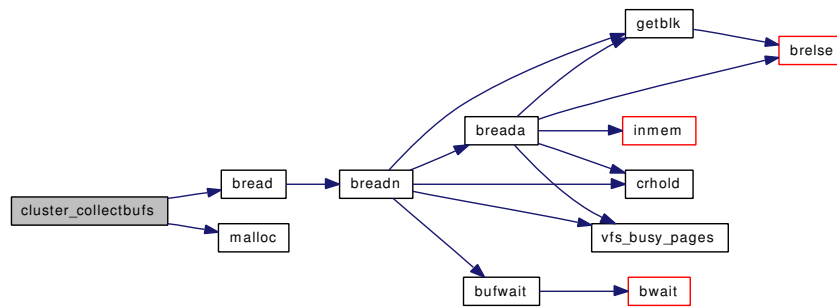 getblk
brelse
breada
inmem
bread
breadn
crhold
cluster_collectbufs
malloc
vfs_busy_pages
bufwait
bwait